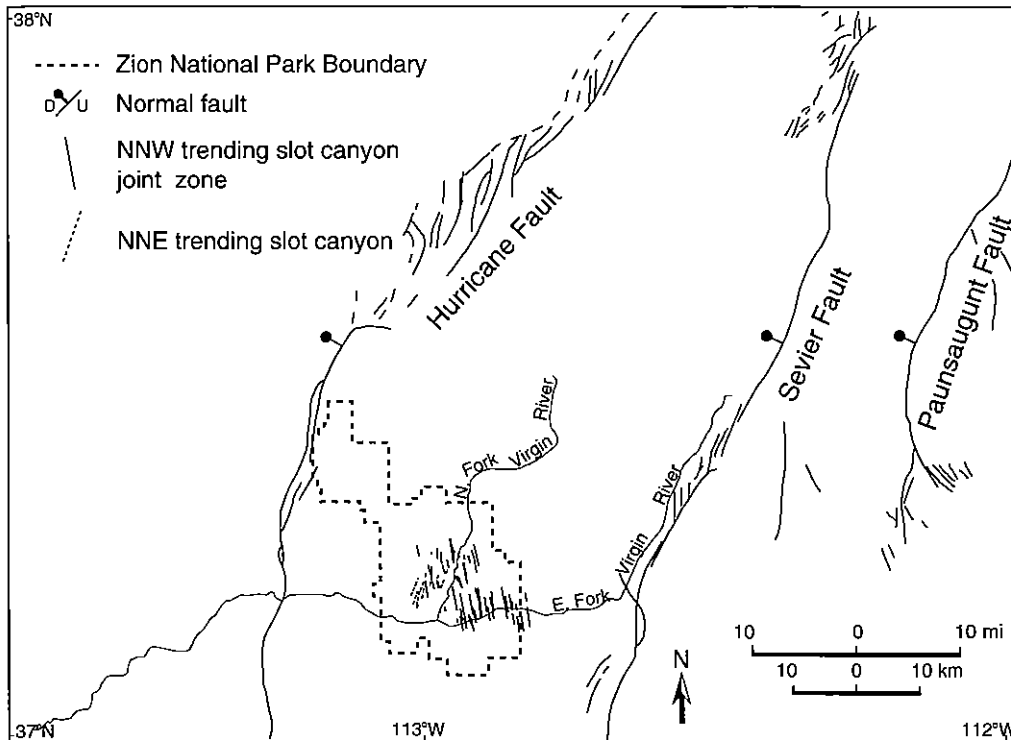 38°N
Zion National Park Boundary
D U
Normal fault
NNW trending slot canyon
joint zone
NNE trending slot canyon
Hurricane Fault
Sevier Fault
Paunsaugunt Fault
N. Fork Virgin River
E. Fork Virgin River
N
10 0 10 mi
10 0 10 km
37°N
113°W
112°W